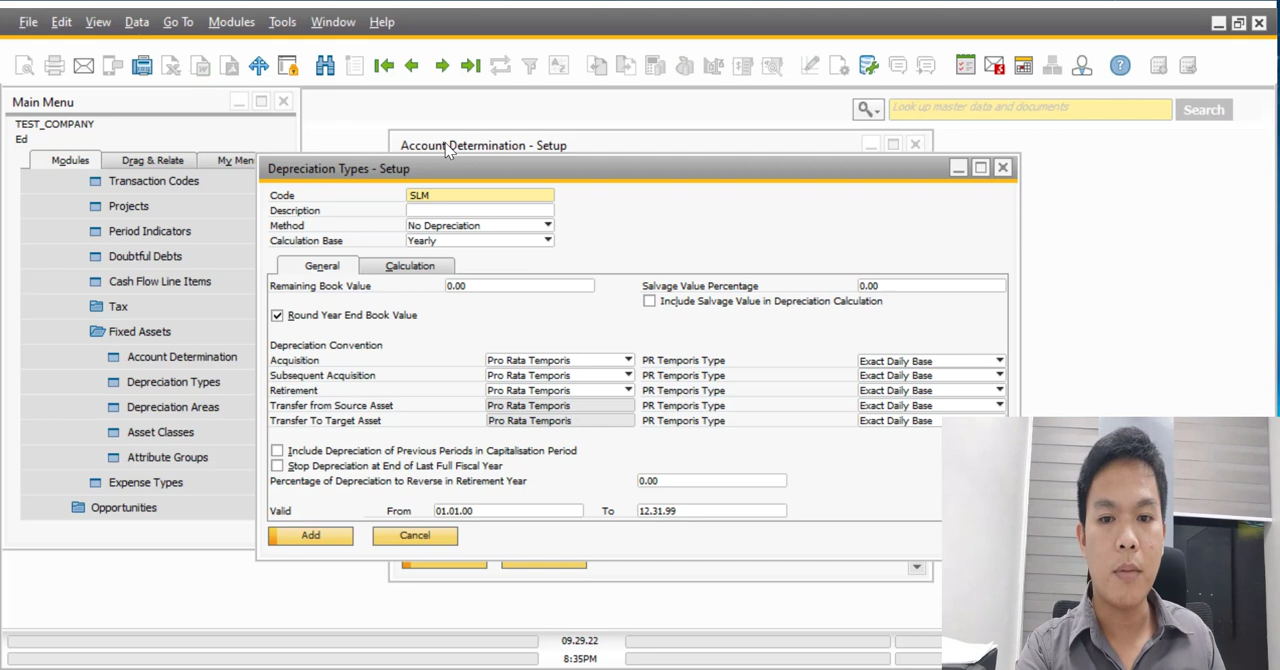 File Edit View Data Go To Modules Tools Window Help
Look up master data and documents Search
Main Menu
TEST_COMPANY
Ed
Modules Drag & Relate My Men
Transaction Codes
Projects
Period Indicators
Doubtful Debts
Cash Flow Line Items
Tax
Fixed Assets
Account Determination
Depreciation Types
Depreciation Areas
Asset Classes
Attribute Groups
Expense Types
Opportunities
Account Determination - Setup
Depreciation Types - Setup
Code SLM
Description
Method No Depreciation
Calculation Base Yearly
General Calculation
Remaining Book Value 0.00 Salvage Value Percentage 0.00
Include Salvage Value in Depreciation Calculation
Round Year End Book Value
Depreciation Convention
Acquisition Pro Rata Temporis PR Temporis Type Exact Daily Base
Subsequent Acquisition Pro Rata Temporis PR Temporis Type Exact Daily Base
Retirement Pro Rata Temporis PR Temporis Type Exact Daily Base
Transfer from Source Asset Pro Rata Temporis PR Temporis Type Exact Daily Base
Transfer To Target Asset Pro Rata Temporis PR Temporis Type Exact Daily Base
Include Depreciation of Previous Periods in Capitalisation Period
Stop Depreciation at End of Last Full Fiscal Year
Percentage of Depreciation to Reverse in Retirement Year 0.00
Valid From 01.01.00 To 12.31.99
Add Cancel
09.29.22
8:35PM